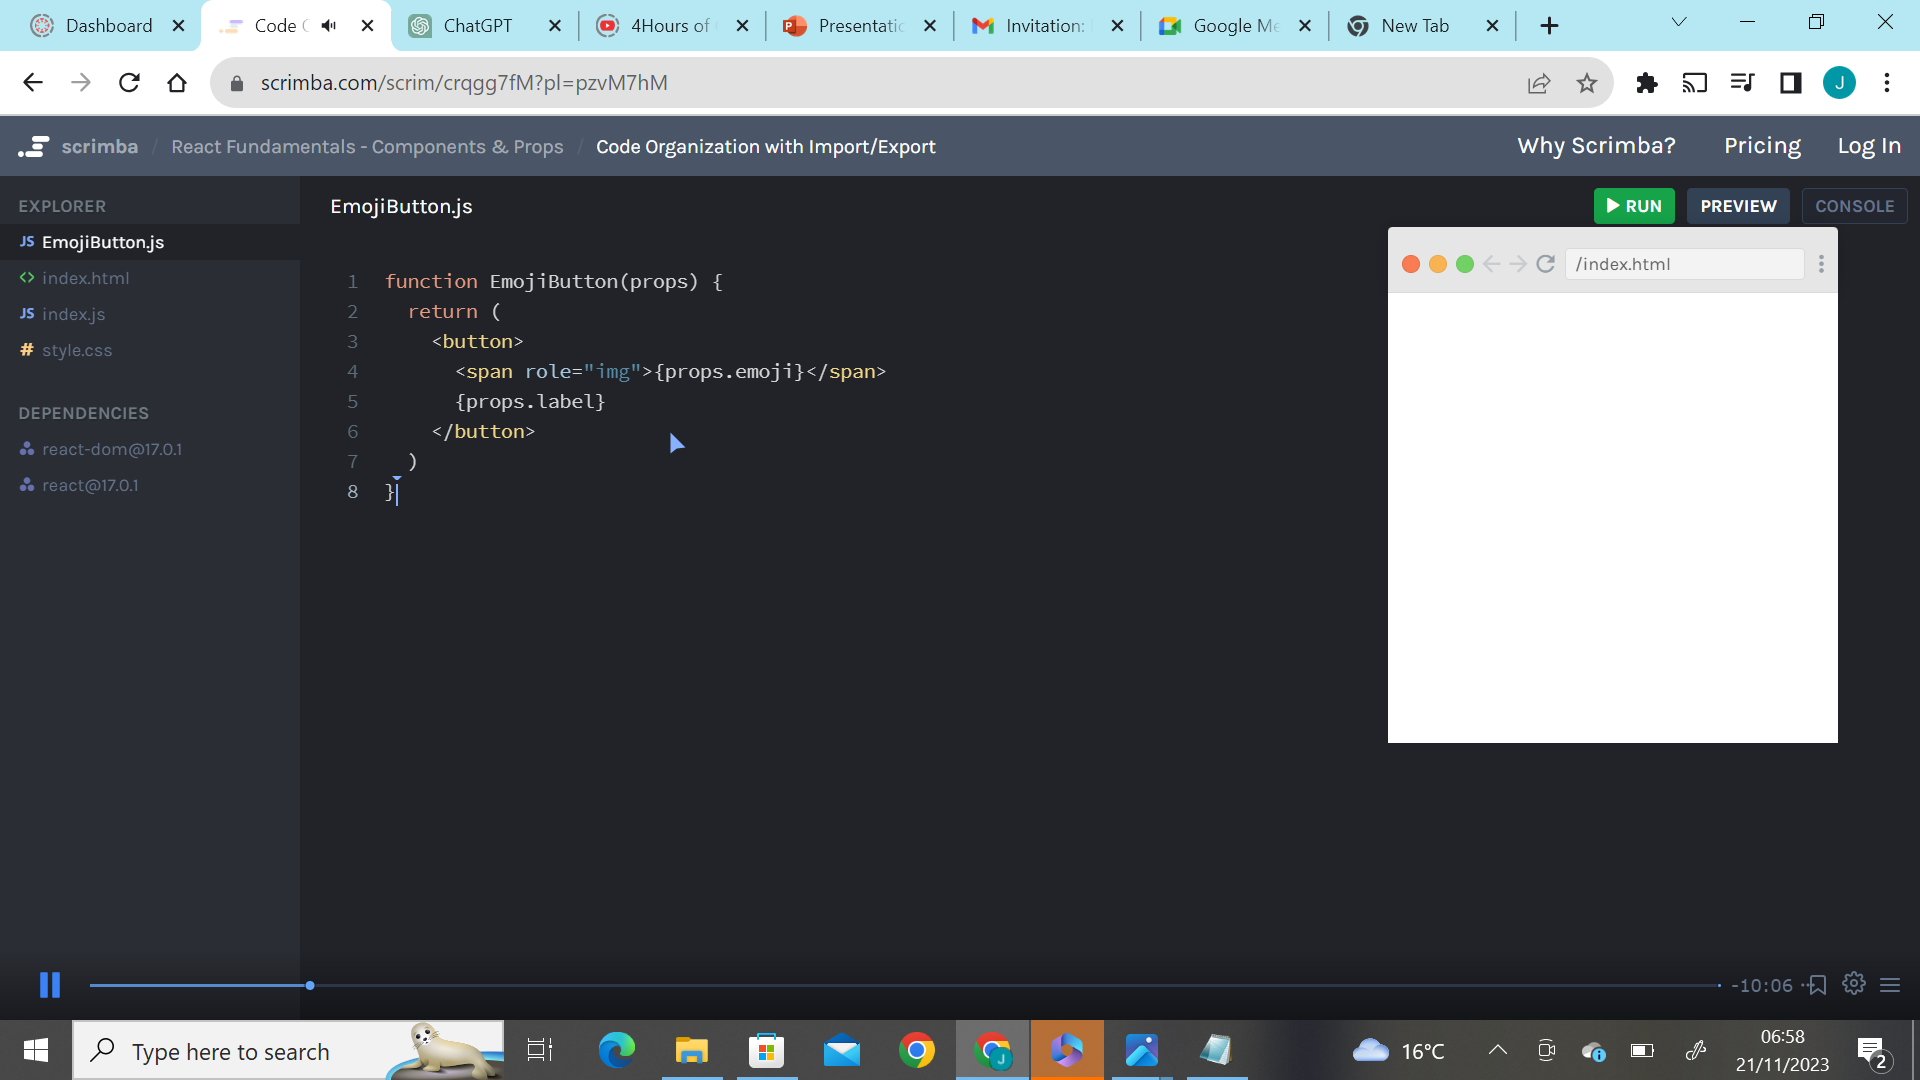 Dashboard
Code
ChatGPT
4Hours of
Presentatio
Invitation:
Google Me
New Tab
scrimba.com/scrim/crqgg7fM?pl=pzvM7hM
J
scrimba / React Fundamentals - Components & Props / Code Organization with Import/Export
Why Scrimba? Pricing Log In
EXPLORER
JS EmojiButton.js
<> index.html
JS index.js
# style.css
DEPENDENCIES
react-dom@17.0.1
react@17.0.1
EmojiButton.js
RUN PREVIEW CONSOLE
1 function EmojiButton(props) {
2 return (
3 <button>
4 <span role="img">{props.emoji}</span>
5 {props.label}
6 </button>
7 )
8 }
/index.html
-10:06
Type here to search
J
16°C
06:58
21/11/2023
2